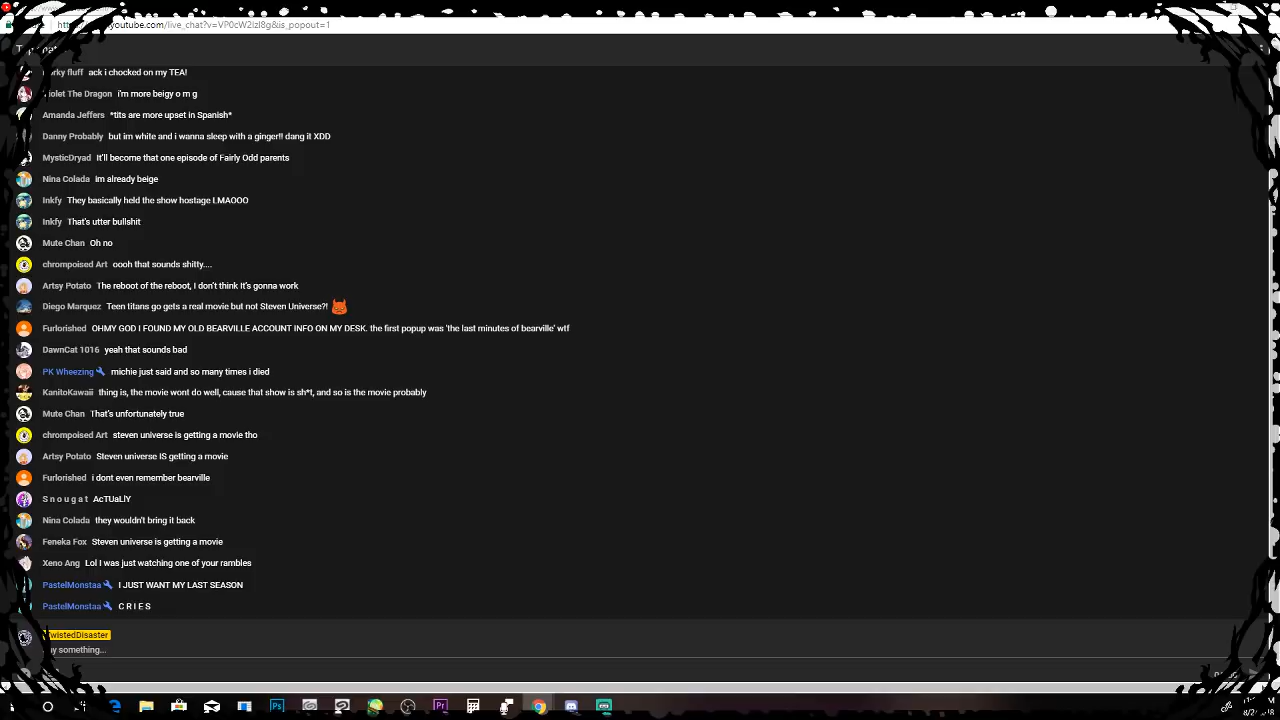 youtube.com/live_chat?v=VP0cW2IzI8g&is_popout=1
fluff ack i chocked on my TEA!
Violet The Dragon i'm more beigy o m g
Amanda Jeffers *tits are more upset in Spanish*
Danny Probably but im white and i wanna sleep with a ginger!! dang it XDD
MysticDryad It'll become that one episode of Fairly Odd parents
Nina Colada im already beige
Inkfy They basically held the show hostage LMAOOO
Inkfy That's utter bullshit
Mute Chan Oh no
chrompoised Art oooh that sounds shitty....
Artsy Potato The reboot of the reboot, I don't think It's gonna work
Diego Marquez Teen titans go gets a real movie but not Steven Universe?!
Furlorished OHMY GOD I FOUND MY OLD BEARVILLE ACCOUNT INFO ON MY DESK. the first popup was 'the last minutes of bearville' wtf
DawnCat 1016 yeah that sounds bad
PK Wheezing michie just said and so many times i died
KanitoKawaii thing is, the movie wont do well, cause that show is sh*t, and so is the movie probably
Mute Chan That's unfortunately true
chrompoised Art steven universe is getting a movie tho
Artsy Potato Steven universe IS getting a movie
Furlorished i dont even remember bearville
S n o u g a t AcTUaLlY
Nina Colada they wouldn't bring it back
Feneka Fox Steven universe is getting a movie
Xeno Ang Lol I was just watching one of your rambles
PastelMonstaa I JUST WANT MY LAST SEASON
PastelMonstaa C R I E S
TwistedDisaster
say something...